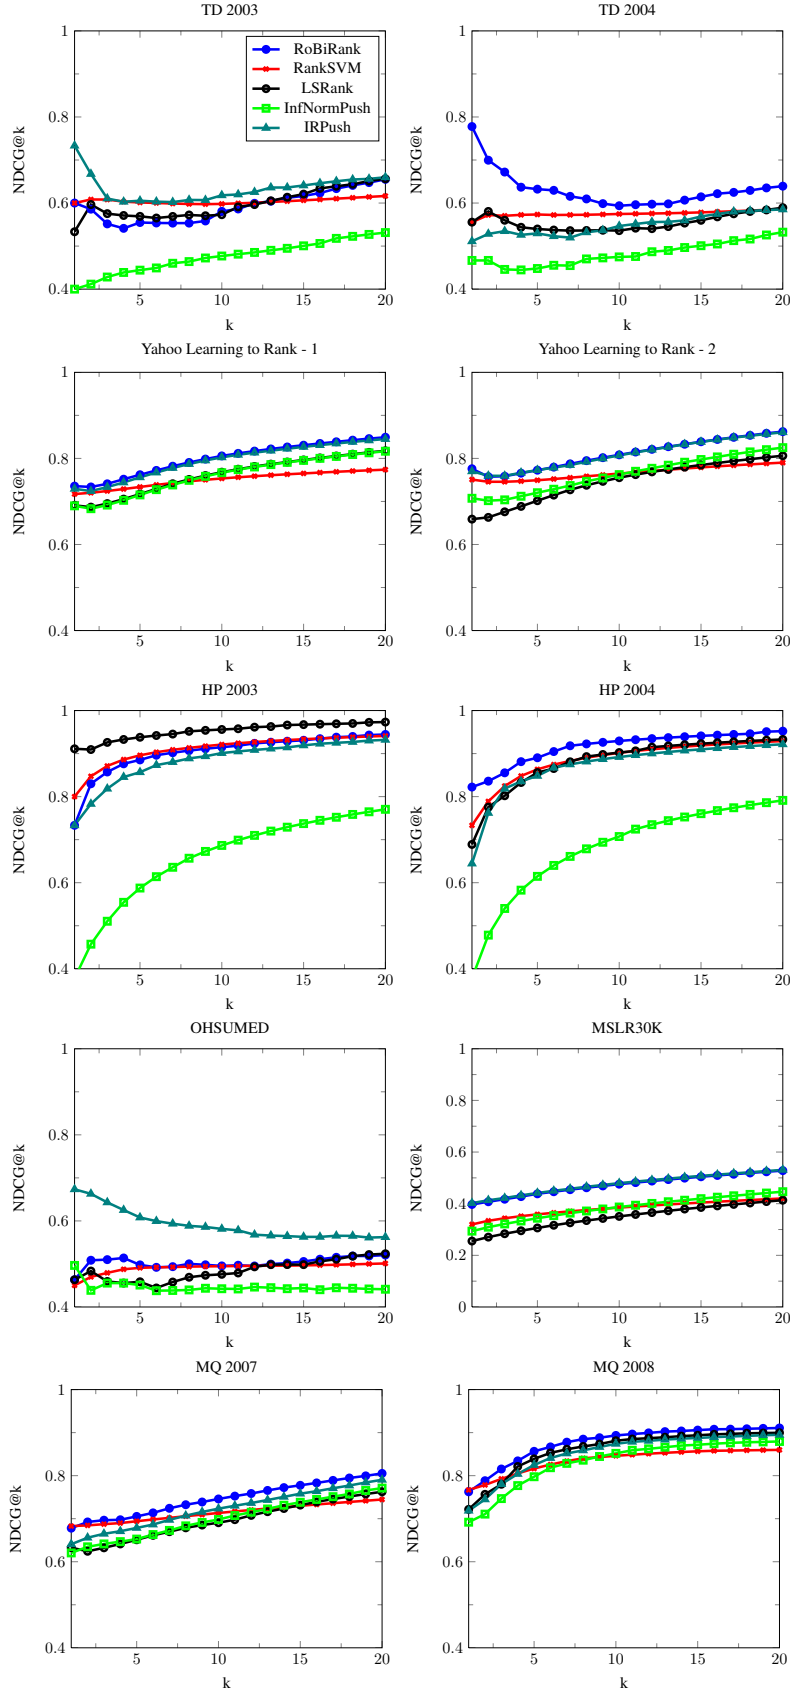 TD 2003
1
0.8
0.6
0.4
NDCG@k
5
10
15
20
k
RoBiRank
RankSVM
LSRank
InfNormPush
IRPush
TD 2004
1
0.8
0.6
0.4
NDCG@k
5
10
15
20
k
Yahoo Learning to Rank - 1
1
0.8
0.6
0.4
NDCG@k
5
10
15
20
k
Yahoo Learning to Rank - 2
1
0.8
0.6
0.4
NDCG@k
5
10
15
20
k
HP 2003
1
0.8
0.6
0.4
NDCG@k
5
10
15
20
k
HP 2004
1
0.8
0.6
0.4
NDCG@k
5
10
15
20
k
OHSUMED
1
0.8
0.6
0.4
NDCG@k
5
10
15
20
k
MSLR30K
1
0.8
0.6
0.4
0.2
0
NDCG@k
5
10
15
20
k
MQ 2007
1
0.8
0.6
0.4
NDCG@k
5
10
15
20
k
MQ 2008
1
0.8
0.6
0.4
NDCG@k
5
10
15
20
k